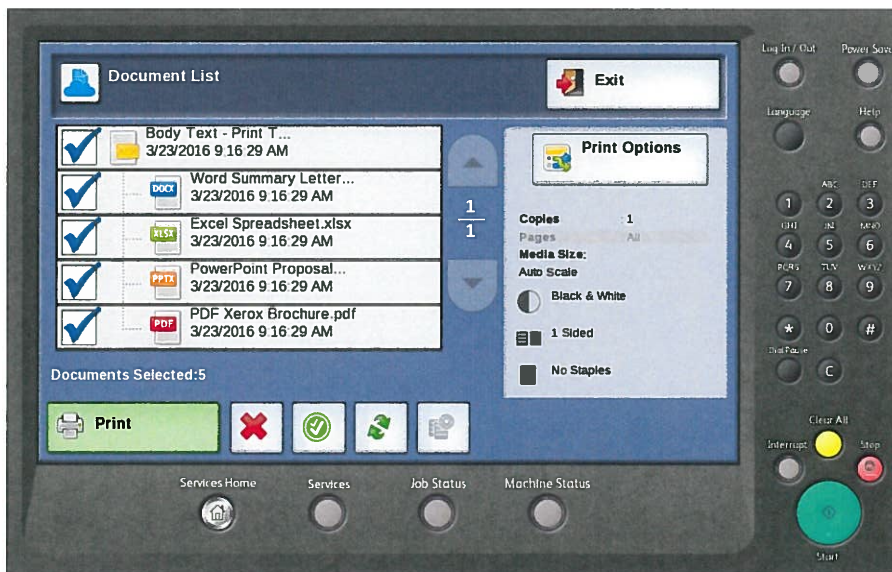 Document List
Exit
Body Text - Print T...
3/23/2016 9:16:29 AM
Word Summary Letter...
DOCX
3/23/2016 9:16:29 AM
Excel Spreadsheet.xlsx
XLSX
3/23/2016 9:16:29 AM
PowerPoint Proposal...
PPTX
3/23/2016 9:16:29 AM
PDF Xerox Brochure.pdf
PDF
3/23/2016 9:16:29 AM
1
1
Print Options
Copies : 1
Pages : All
Media Size:
Auto Scale
Black & White
1 Sided
No Staples
Documents Selected:5
Print
Services Home
Services
Job Status
Machine Status
Log In / Out
Power Save
Language
Help
ABC DEF
1 2 3
GHI JKL MNO
4 5 6
PQRS TUV WXYZ
7 8 9
* 0 #
Dial Pause
C
Clear All
Interrupt
Stop
Start